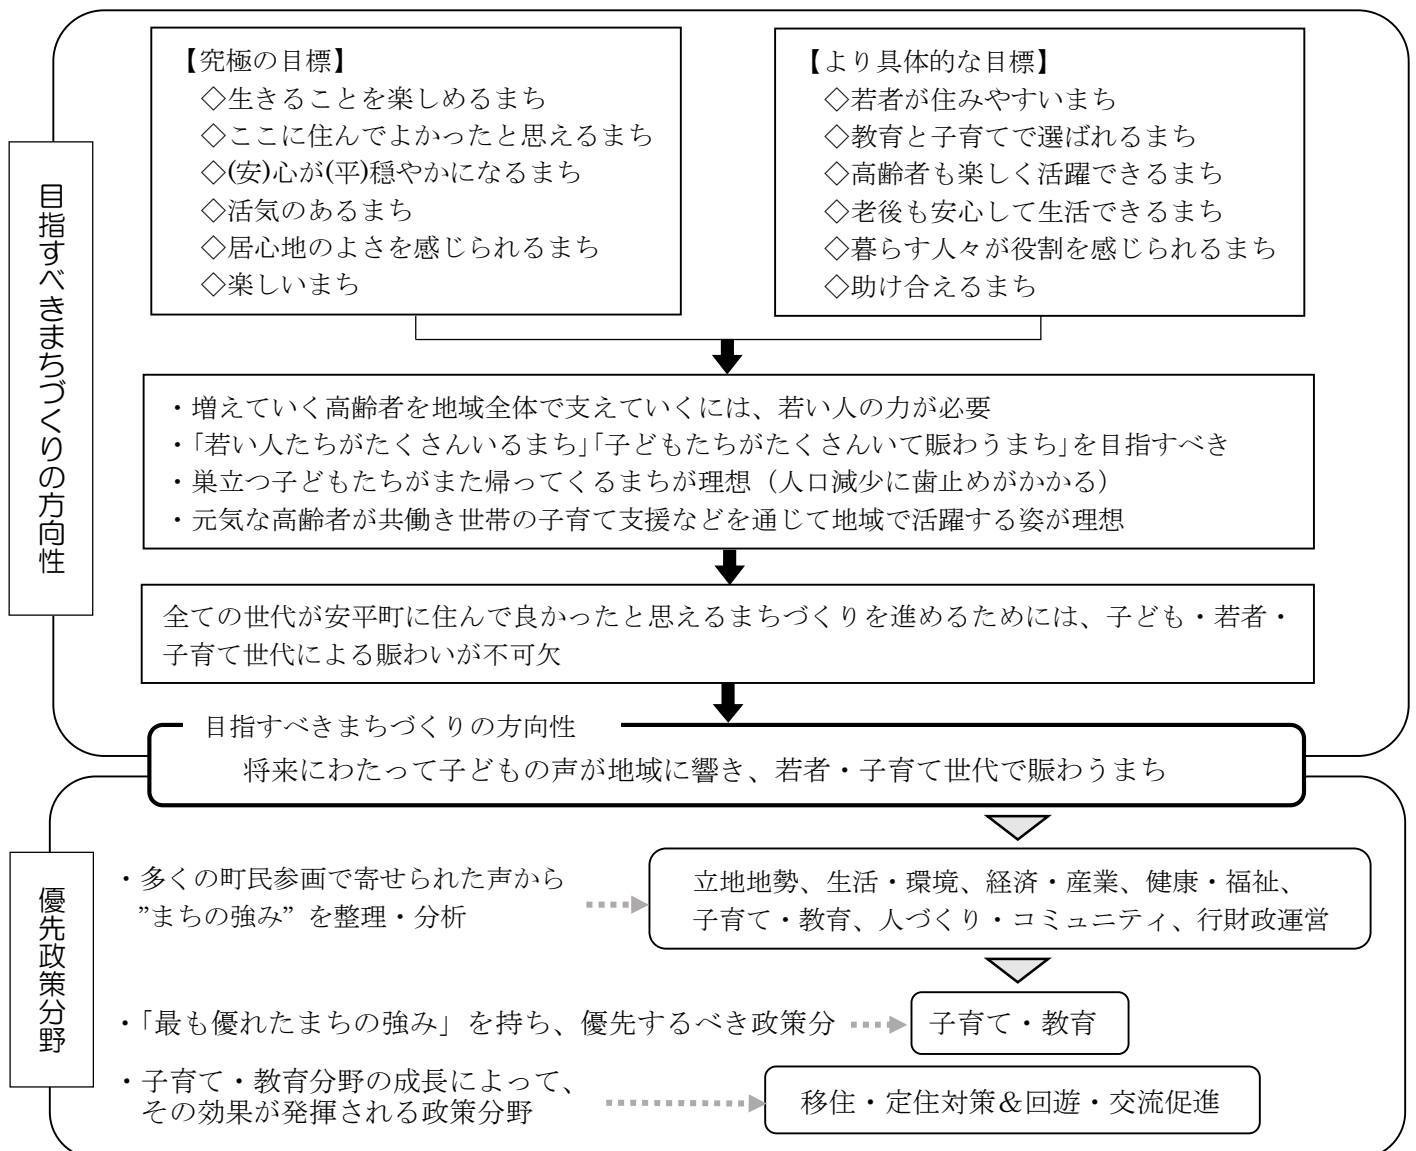 目指すべきまちづくりの方向性
【究極の目標】
◇生きることを楽しめるまち
◇ここに住んでよかったと思えるまち
◇(安)心が(平)穏やかになるまち
◇活気のあるまち
◇居心地のよさを感じられるまち
◇楽しいまち
【より具体的な目標】
◇若者が住みやすいまち
◇教育と子育てで選ばれるまち
◇高齢者も楽しく活躍できるまち
◇老後も安心して生活できるまち
◇暮らす人々が役割を感じられるまち
◇助け合えるまち
・増えていく高齢者を地域全体で支えていくには、若い人の力が必要
・「若い人たちがたくさんいるまち」「子どもたちがたくさんいて賑わうまち」を目指すべき
・巣立つ子どもたちがまた帰ってくるまちが理想（人口減少に歯止めがかかる）
・元気な高齢者が共働き世帯の子育て支援などを通じて地域で活躍する姿が理想
全ての世代が安平町に住んで良かったと思えるまちづくりを進めるためには、子ども・若者・
子育て世代による賑わいが不可欠
目指すべきまちづくりの方向性
将来にわたって子どもの声が地域に響き、若者・子育て世代で賑わうまち
優先政策分野
・多くの町民参画で寄せられた声から
”まちの強み”を整理・分析
立地地勢、生活・環境、経済・産業、健康・福祉、
子育て・教育、人づくり・コミュニティ、行財政運営
・「最も優れたまちの強み」を持ち、優先するべき政策分
子育て・教育
・子育て・教育分野の成長によって、
その効果が発揮される政策分野
移住・定住対策＆回遊・交流促進